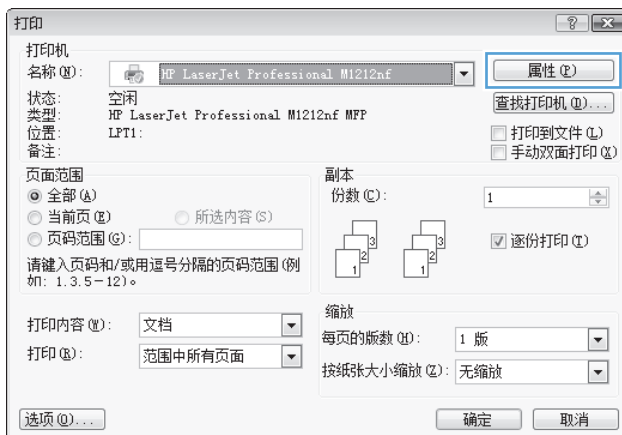 打印
打印机
名称(N): HP LaserJet Professional M1212nf
属性(P)
状态: 空闲
查找打印机(D)...
类型: HP LaserJet Professional M1212nf MFP
位置: LPT1:
打印到文件(L)
备注:
手动双面打印(X)
页面范围
全部(A)
当前页(E)
所选内容(S)
页码范围(G):
请键入页码和/或用逗号分隔的页码范围(例
如: 1.3.5-12)。
副本
份数(C): 1
3
2
1
3
2
1
逐份打印(T)
打印内容(W): 文档
打印(R): 范围中所有页面
缩放
每页的版数(H): 1 版
按纸张大小缩放(Z): 无缩放
选项(O)...
确定
取消